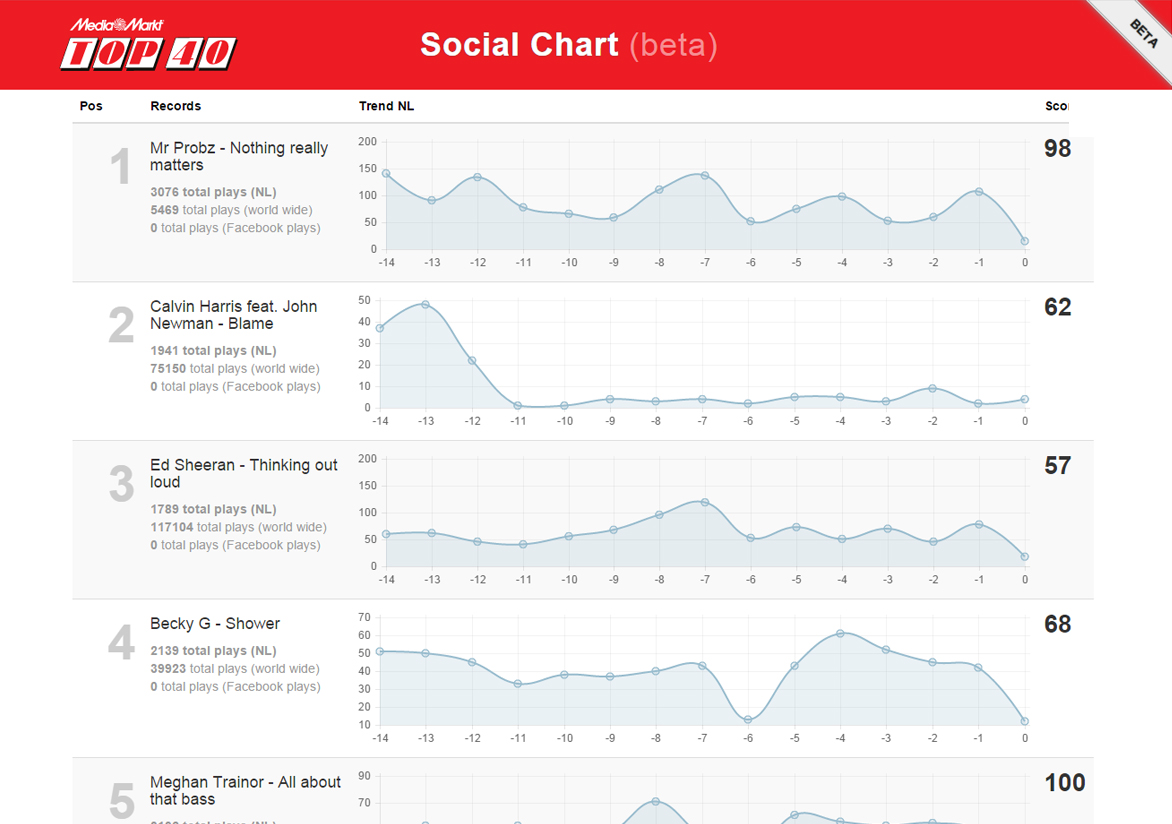 MediaMarkt
TOP 40
Social Chart (beta)
BETA
Pos Records Trend NL Sco
1
Mr Probz - Nothing really
matters
3076 total plays (NL)
5469 total plays (world wide)
0 total plays (Facebook plays)
200
150
100
50
0
-14 -13 -12 -11 -10 -9 -8 -7 -6 -5 -4 -3 -2 -1 0
98
2
Calvin Harris feat. John
Newman - Blame
1941 total plays (NL)
75150 total plays (world wide)
0 total plays (Facebook plays)
50
40
30
20
10
0
-14 -13 -12 -11 -10 -9 -8 -7 -6 -5 -4 -3 -2 -1 0
62
3
Ed Sheeran - Thinking out
loud
1789 total plays (NL)
117104 total plays (world wide)
0 total plays (Facebook plays)
200
150
100
50
0
-14 -13 -12 -11 -10 -9 -8 -7 -6 -5 -4 -3 -2 -1 0
57
4
Becky G - Shower
2139 total plays (NL)
39923 total plays (world wide)
0 total plays (Facebook plays)
70
60
50
40
30
20
10
-14 -13 -12 -11 -10 -9 -8 -7 -6 -5 -4 -3 -2 -1 0
68
5
Meghan Trainor - All about
that bass
90
70
100